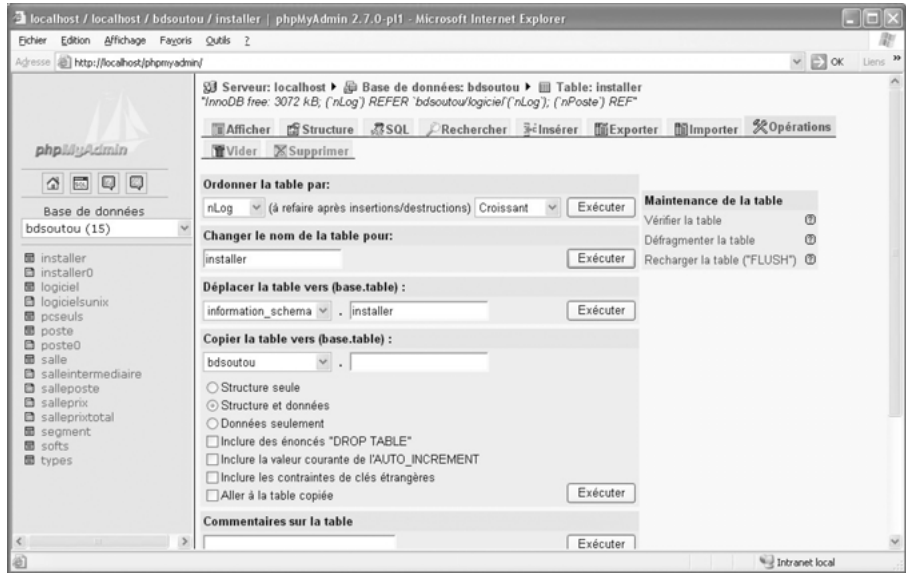 localhost / localhost / bdsoutou / installer | phpMyAdmin 2.7.0-pl1 - Microsoft Internet Explorer
Fichier Edition Affichage Favoris Outils ?
Adresse http://localhost/phpmyadmin/ OK Liens »
phpMyAdmin
Base de données
bdsoutou (15)
installer
installer0
logiciel
logicielsunix
pcseuls
poste
poste0
salle
salleintermediaire
salleposte
salleprix
salleprixtotal
segment
softs
types
Serveur: localhost Base de données: bdsoutou Table: installer
"InnoDB free: 3072 kB; (`nLog`) REFER `bdsoutou/logiciel`(`nLog`); (`nPoste`) REF"
Afficher Structure SQL Rechercher Insérer Exporter Importer Opérations
Vider Supprimer
Ordonner la table par:
nLog (à refaire après insertions/destructions) Croissant Exécuter
Changer le nom de la table pour:
installer Exécuter
Déplacer la table vers (base.table) :
information_schema . installer Exécuter
Copier la table vers (base.table) :
bdsoutou .
Structure seule
Structure et données
Données seulement
Inclure des énoncés "DROP TABLE"
Inclure la valeur courante de l'AUTO_INCREMENT
Inclure les contraintes de clés étrangères
Aller à la table copiée Exécuter
Commentaires sur la table
Exécuter
Maintenance de la table
Vérifier la table
Défragmenter la table
Recharger la table ("FLUSH")
Intranet local